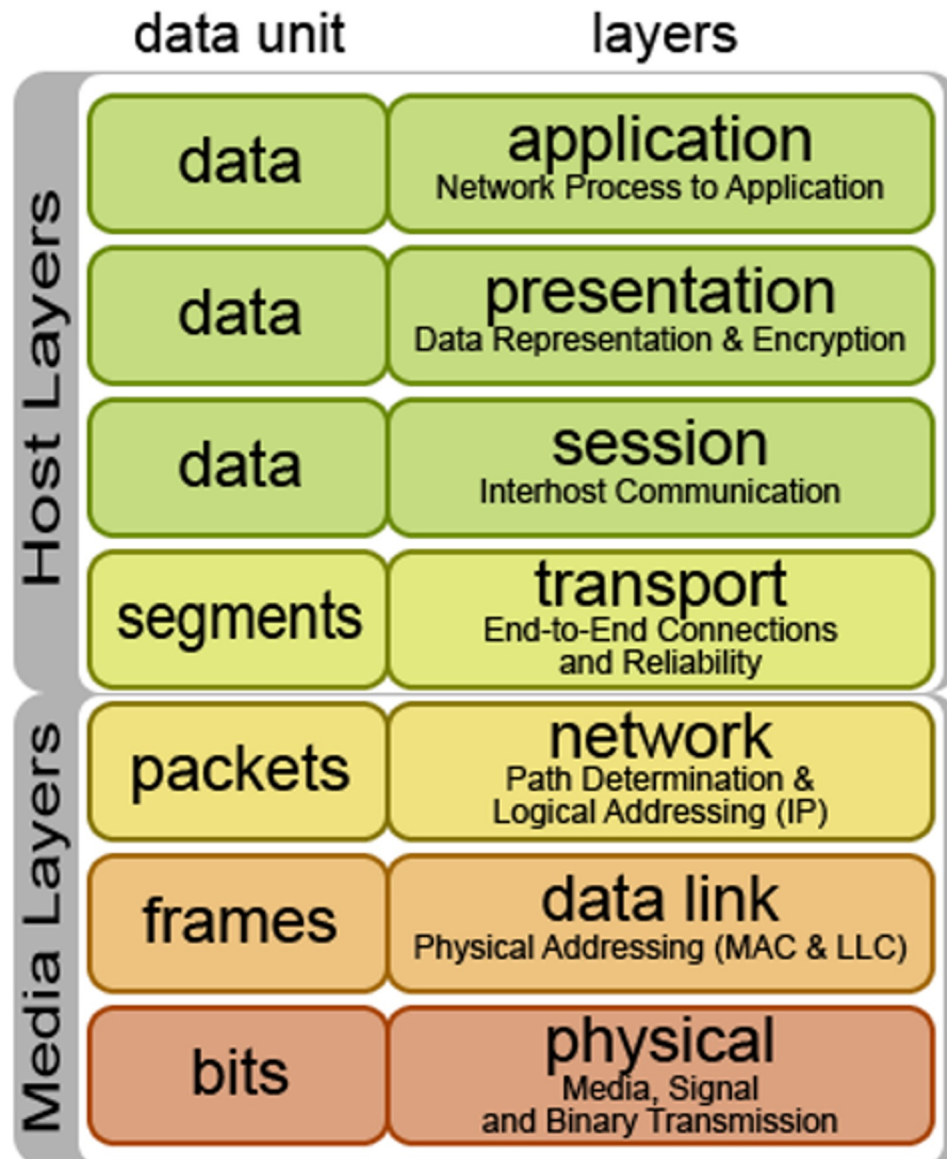 data unit layers
Host Layers
data
application
Network Process to Application
data
presentation
Data Representation & Encryption
data
session
Interhost Communication
segments
transport
End-to-End Connections
and Reliability
Media Layers
packets
network
Path Determination &
Logical Addressing (IP)
frames
data link
Physical Addressing (MAC & LLC)
bits
physical
Media, Signal
and Binary Transmission